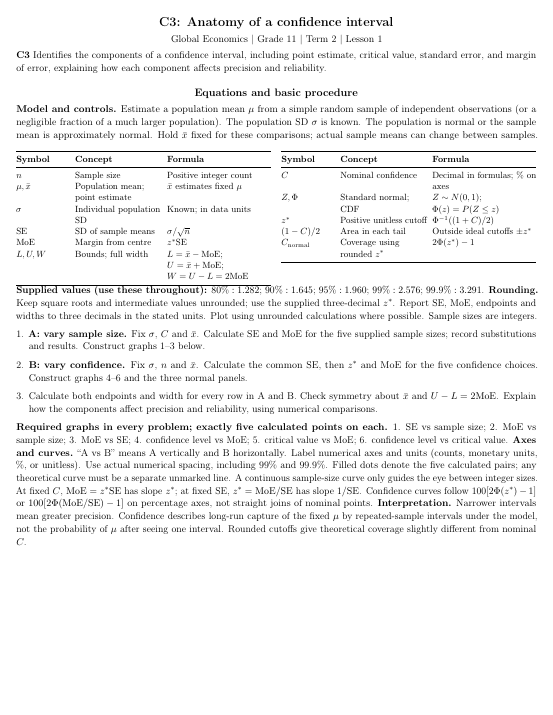 C3: Anatomy of a confidence interval
Global Economics | Grade 11 | Term 2 | Lesson 1
C3 Identifies the components of a confidence interval, including point estimate, critical value, standard error, and margin
of error, explaining how each component affects precision and reliability.
Equations and basic procedure
Model and controls. Estimate a population mean μ from a simple random sample of independent observations (or a
negligible fraction of a much larger population). The population SD σ is known. The population is normal or the sample
mean is approximately normal. Hold x̄ fixed for these comparisons; actual sample means can change between samples.
Symbol Concept Formula
n Sample size Positive integer count
μ, x̄ Population mean; x̄ estimates fixed μ
point estimate
σ Individual population Known; in data units
SD
SE SD of sample means σ/√n
MoE Margin from centre z*SE
L, U, W Bounds; full width L = x̄ − MoE;
U = x̄ + MoE;
W = U − L = 2MoE
Symbol Concept Formula
C Nominal confidence Decimal in formulas; % on
axes
Z, Φ Standard normal; Z ∼ N(0, 1);
CDF Φ(z) = P(Z ≤ z)
z* Positive unitless cutoff Φ⁻¹((1 + C)/2)
(1 − C)/2 Area in each tail Outside ideal cutoffs ±z*
Cnormal Coverage using 2Φ(z*) − 1
rounded z*
Supplied values (use these throughout): 80% : 1.282; 90% : 1.645; 95% : 1.960; 99% : 2.576; 99.9% : 3.291. Rounding.
Keep square roots and intermediate values unrounded; use the supplied three-decimal z*. Report SE, MoE, endpoints and
widths to three decimals in the stated units. Plot using unrounded calculations where possible. Sample sizes are integers.
1. A: vary sample size. Fix σ, C and x̄. Calculate SE and MoE for the five supplied sample sizes; record substitutions
and results. Construct graphs 1–3 below.
2. B: vary confidence. Fix σ, n and x̄. Calculate the common SE, then z* and MoE for the five confidence choices.
Construct graphs 4–6 and the three normal panels.
3. Calculate both endpoints and width for every row in A and B. Check symmetry about x̄ and U − L = 2MoE. Explain
how the components affect precision and reliability, using numerical comparisons.
Required graphs in every problem; exactly five calculated points on each. 1. SE vs sample size; 2. MoE vs
sample size; 3. MoE vs SE; 4. confidence level vs MoE; 5. critical value vs MoE; 6. confidence level vs critical value. Axes
and curves. “A vs B” means A vertically and B horizontally. Label numerical axes and units (counts, monetary units,
%, or unitless). Use actual numerical spacing, including 99% and 99.9%. Filled dots denote the five calculated pairs; any
theoretical curve must be a separate unmarked line. A continuous sample-size curve only guides the eye between integer sizes.
At fixed C, MoE = z*SE has slope z*; at fixed SE, z* = MoE/SE has slope 1/SE. Confidence curves follow 100[2Φ(z*) − 1]
or 100[2Φ(MoE/SE) − 1] on percentage axes, not straight joins of nominal points. Interpretation. Narrower intervals
mean greater precision. Confidence describes long-run capture of the fixed μ by repeated-sample intervals under the model,
not the probability of μ after seeing one interval. Rounded cutoffs give theoretical coverage slightly different from nominal
C.